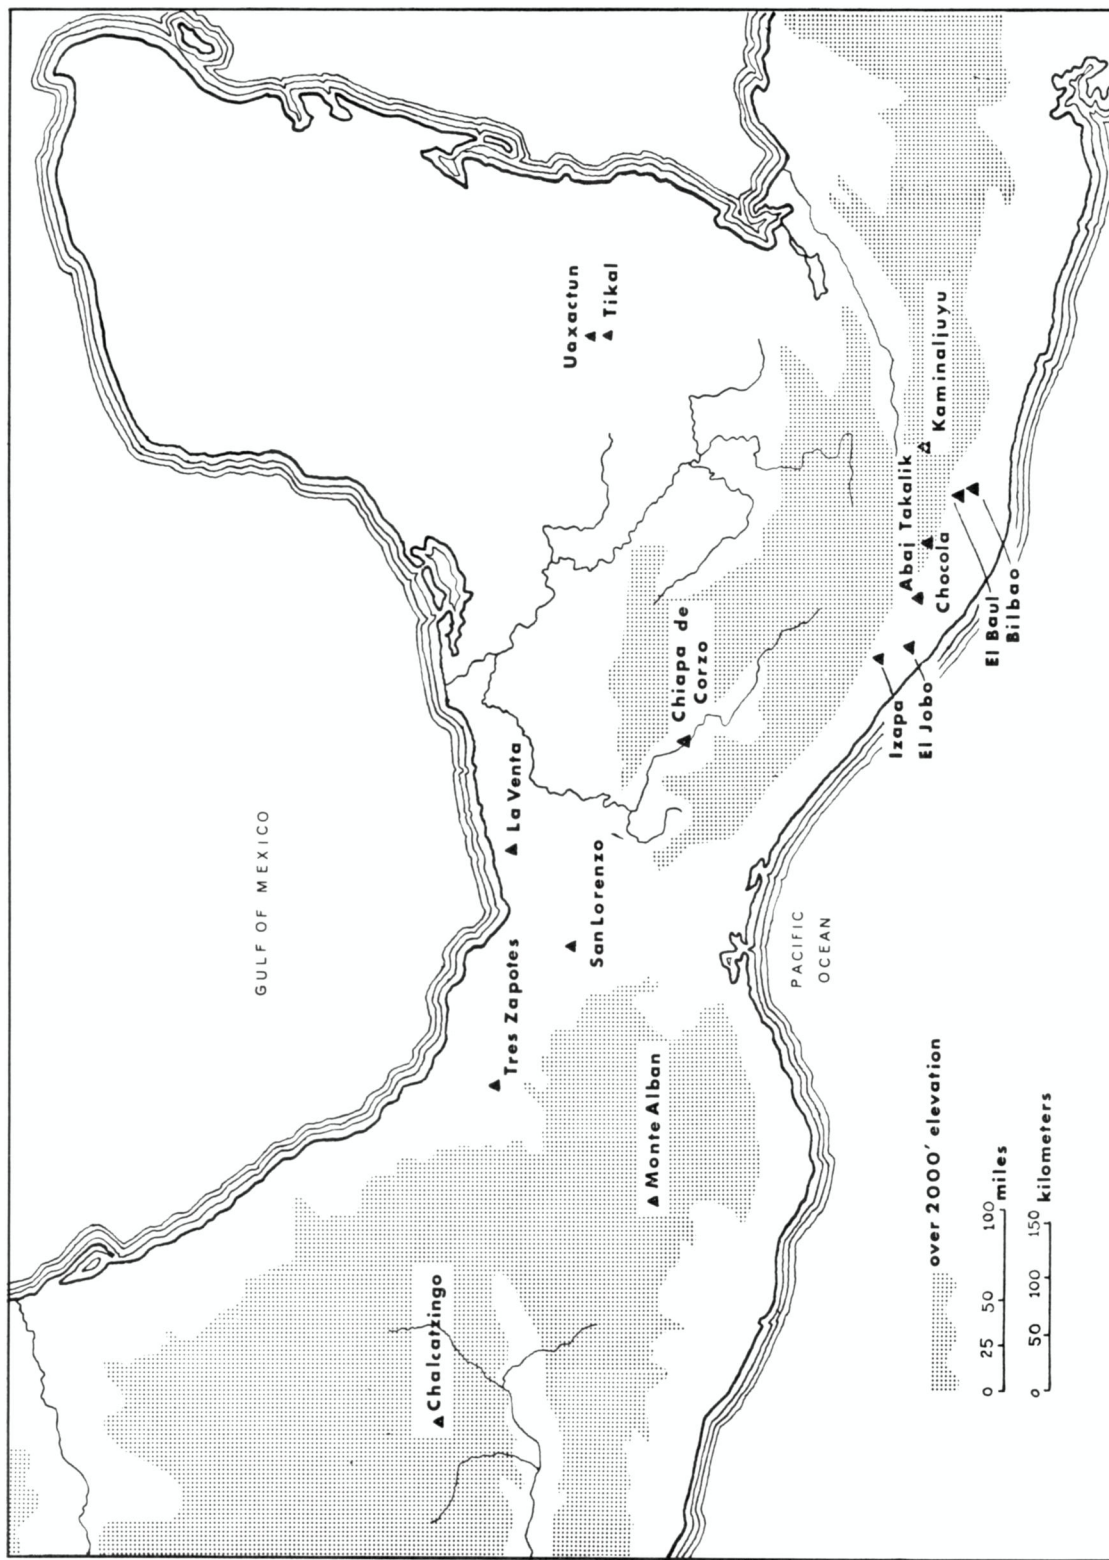 GULF OF MEXICO
Uaxactun
Tikal
La Venta
Tres Zapotes
San Lorenzo
Chalcatzingo
Monte Alban
Chiapa de
Corzo
PACIFIC
OCEAN
Abaj Takalik
Kaminaljuyu
Chocola
Izapa
El Jobo
El Baul
Bilbao
over 2000' elevation
0 25 50 100
miles
0 50 100 150
kilometers